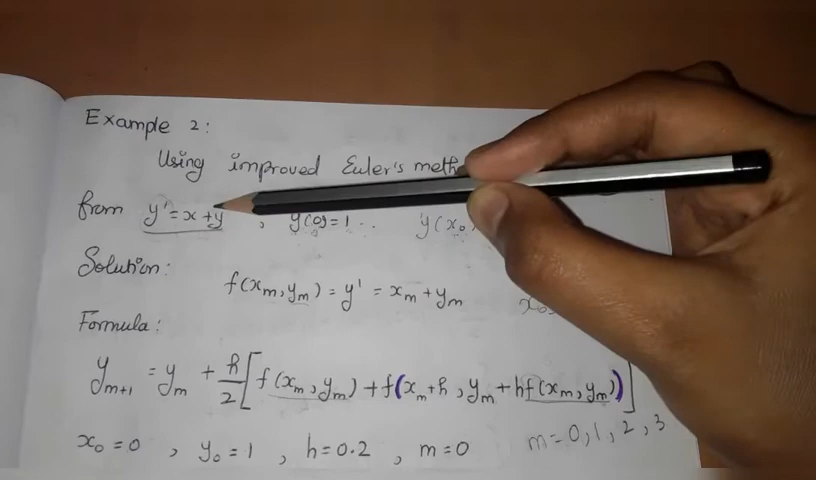 Example 2:
Using improved Euler's meth
from y' = x + y , y(0) = 1 . y(x₀)
Solution:
f(xₘ, yₘ) = y' = xₘ + yₘ
Formula:
yₘ₊₁ = yₘ + h/2 [ f(xₘ, yₘ) + f(xₘ + h , yₘ + hf(xₘ, yₘ)) ]
x₀ = 0 , y₀ = 1 , h = 0.2 , m = 0 m = 0, 1, 2, 3